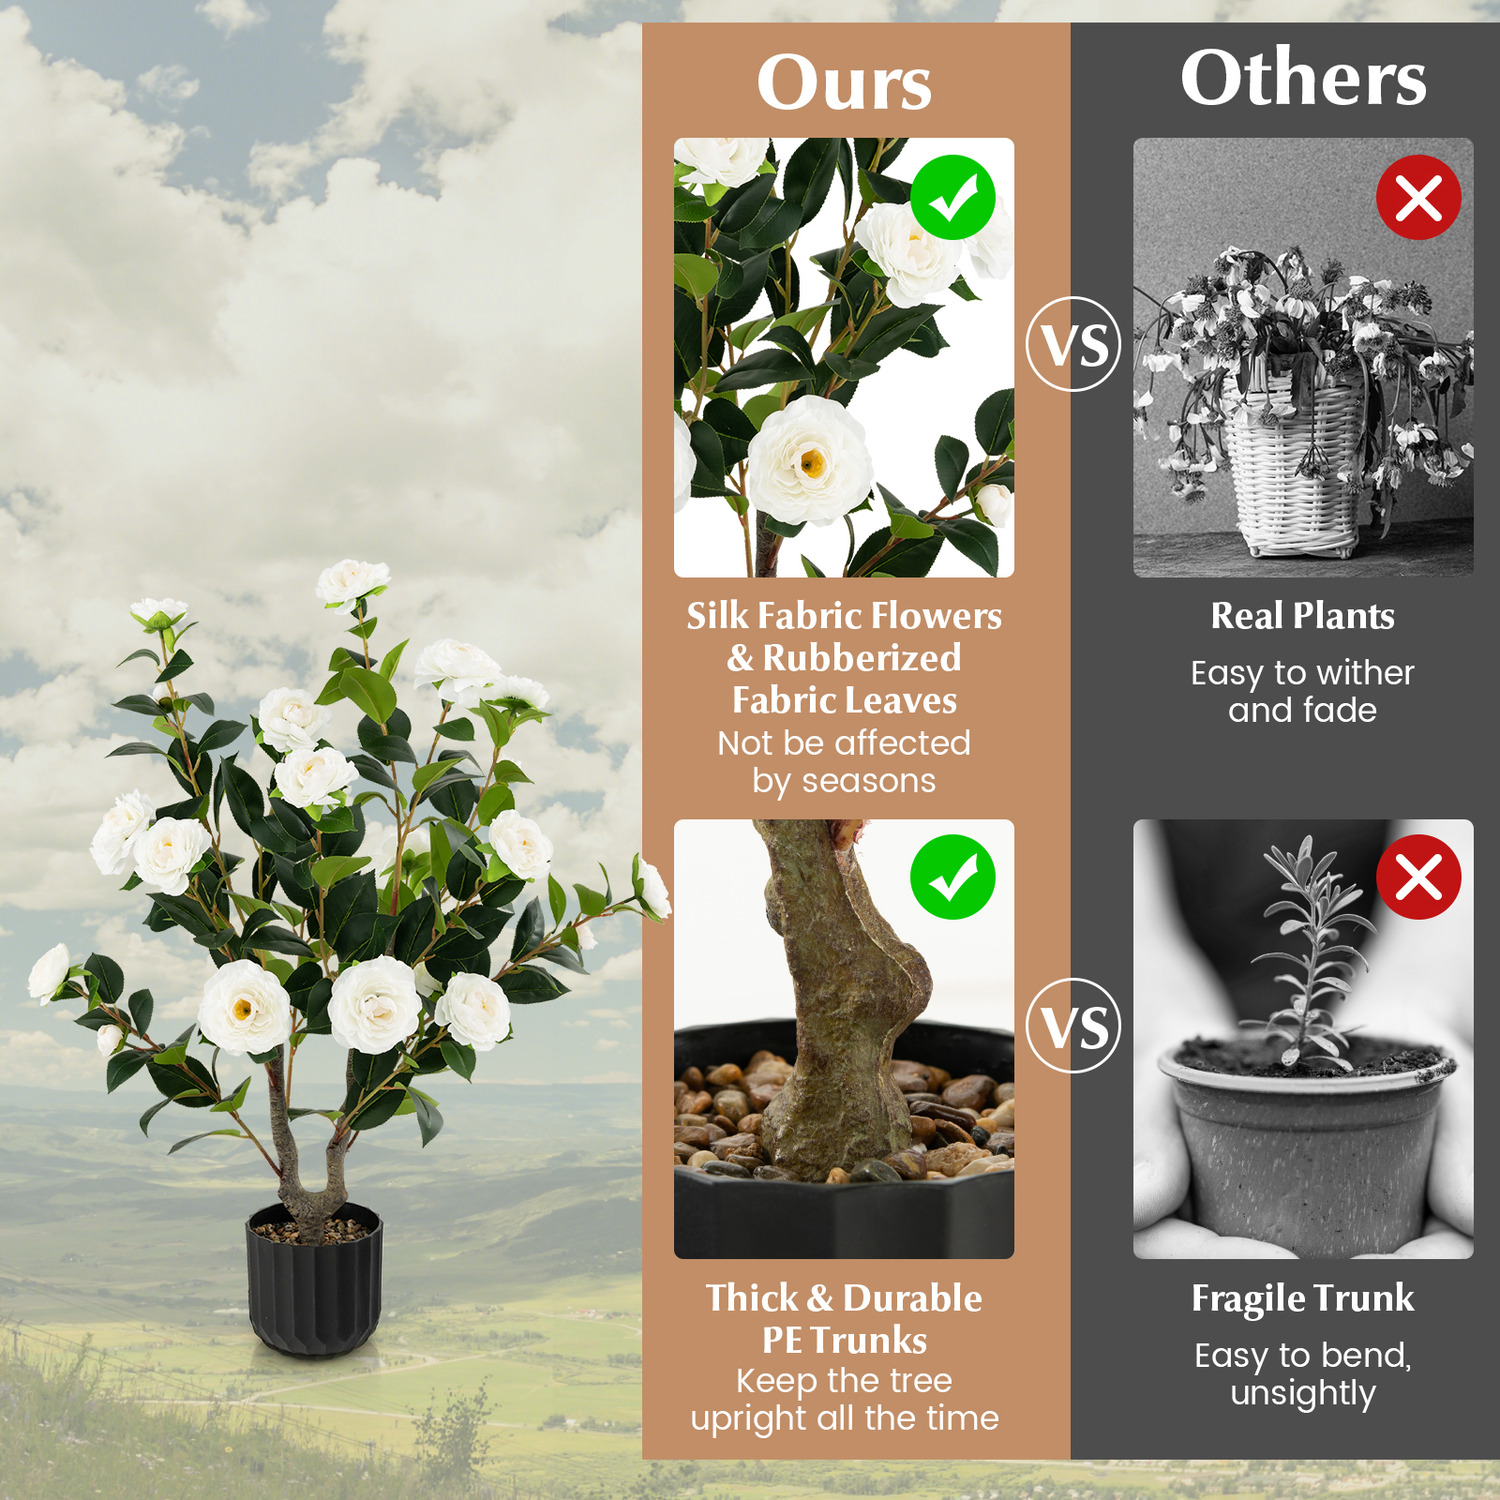 Ours
Others
VS
Silk Fabric Flowers
& Rubberized
Fabric Leaves
Not be affected
by seasons
Real Plants
Easy to wither
and fade
VS
Thick & Durable
PE Trunks
Keep the tree
upright all the time
Fragile Trunk
Easy to bend,
unsightly